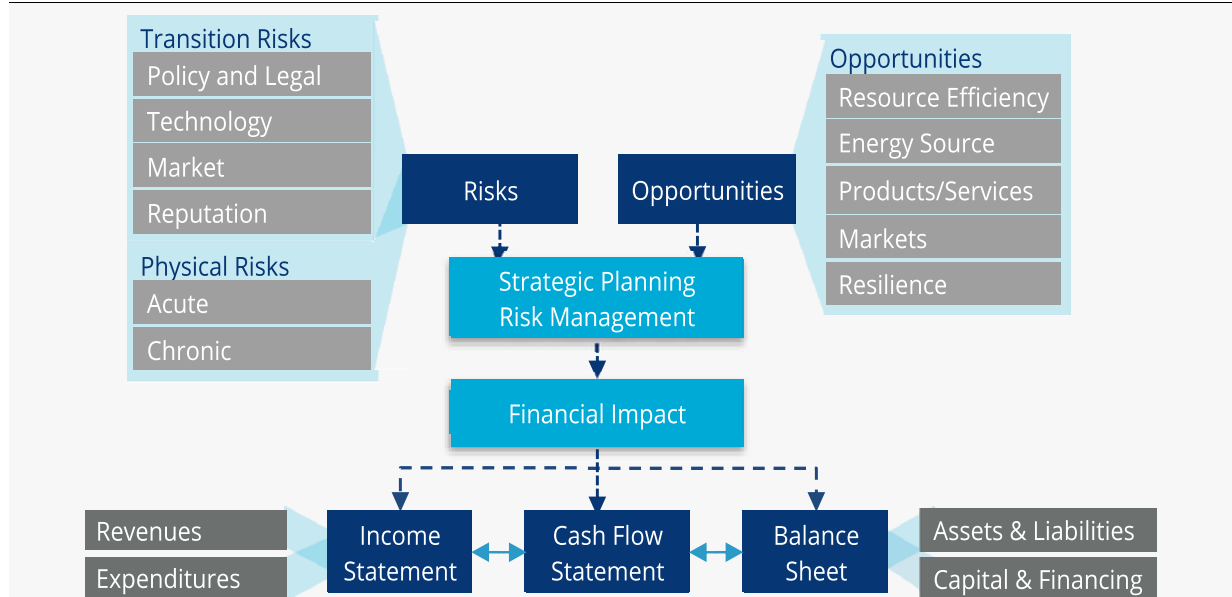 Transition Risks
Policy and Legal
Technology
Market
Reputation
Physical Risks
Acute
Chronic
Risks
Opportunities
Opportunities
Resource Efficiency
Energy Source
Products/Services
Markets
Resilience
Strategic Planning
Risk Management
Financial Impact
Revenues
Expenditures
Income
Statement
Cash Flow
Statement
Balance
Sheet
Assets & Liabilities
Capital & Financing